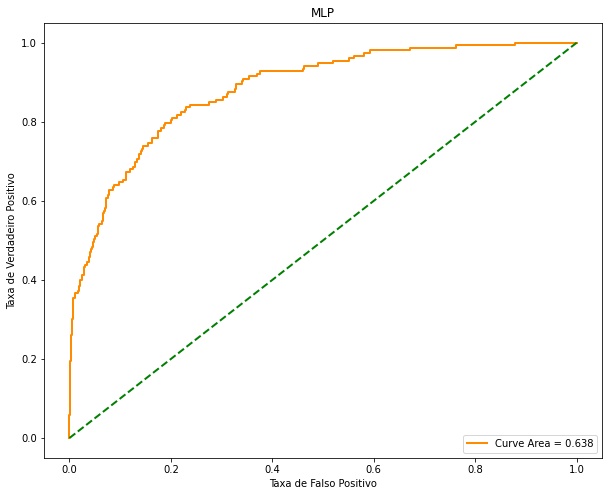 MLP
1.0
0.8
0.6
0.4
0.2
0.0
Taxa de Verdadeiro Positivo
Curve Area = 0.638
0.0 0.2 0.4 0.6 0.8 1.0
Taxa de Falso Positivo